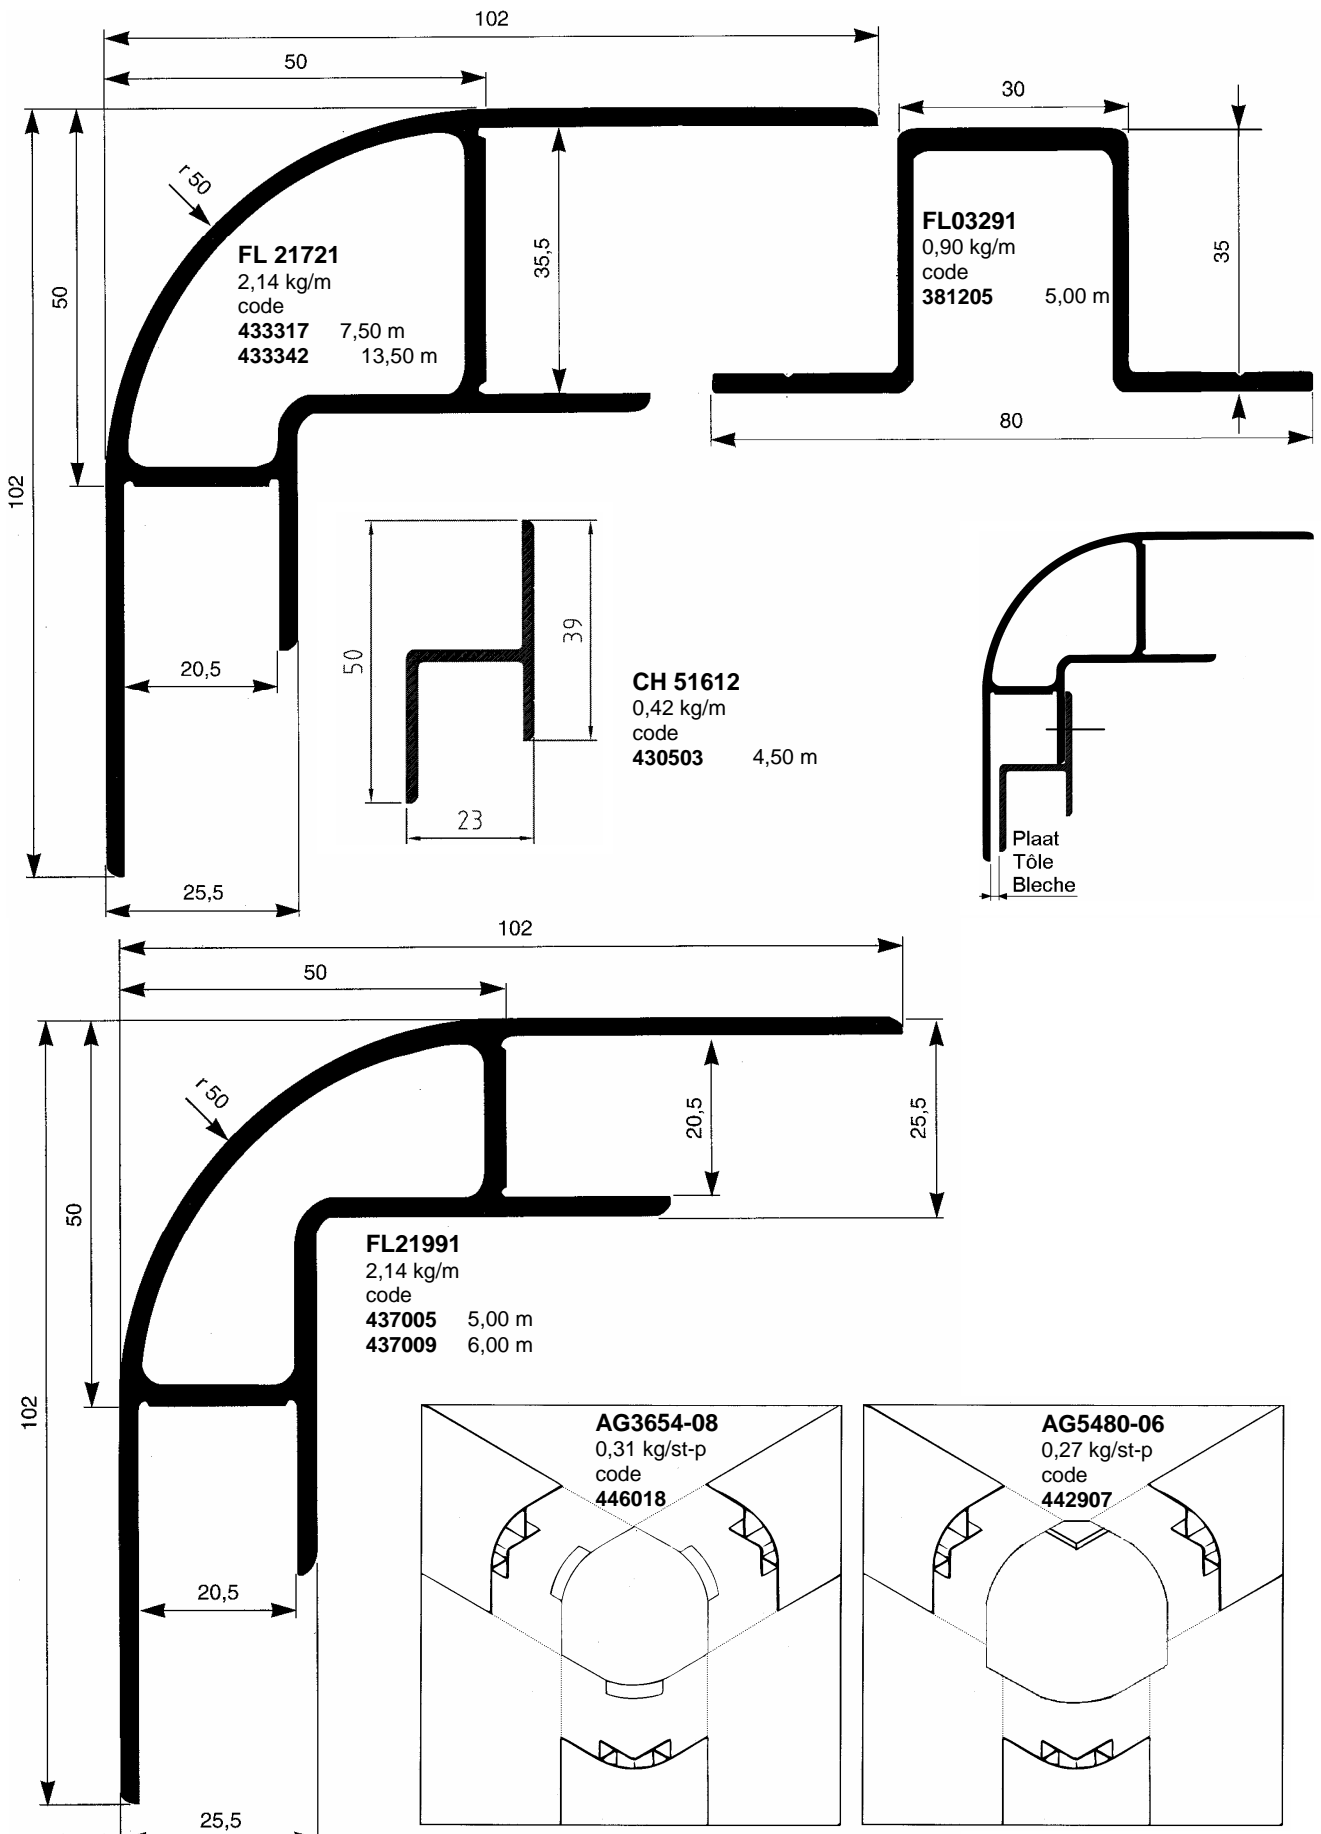 102
50
30
r 50
FL 21721
2,14 kg/m
code
433317 7,50 m
433342 13,50 m
35,5
50
102
FL03291
0,90 kg/m
code
381205 5,00 m
35
80
20,5
25,5
50
39
23
CH 51612
0,42 kg/m
code
430503 4,50 m
Plaat
Tôle
Bleche
102
50
r 50
20,5
25,5
50
102
FL21991
2,14 kg/m
code
437005 5,00 m
437009 6,00 m
20,5
25,5
AG3654-08
0,31 kg/st-p
code
446018
AG5480-06
0,27 kg/st-p
code
442907